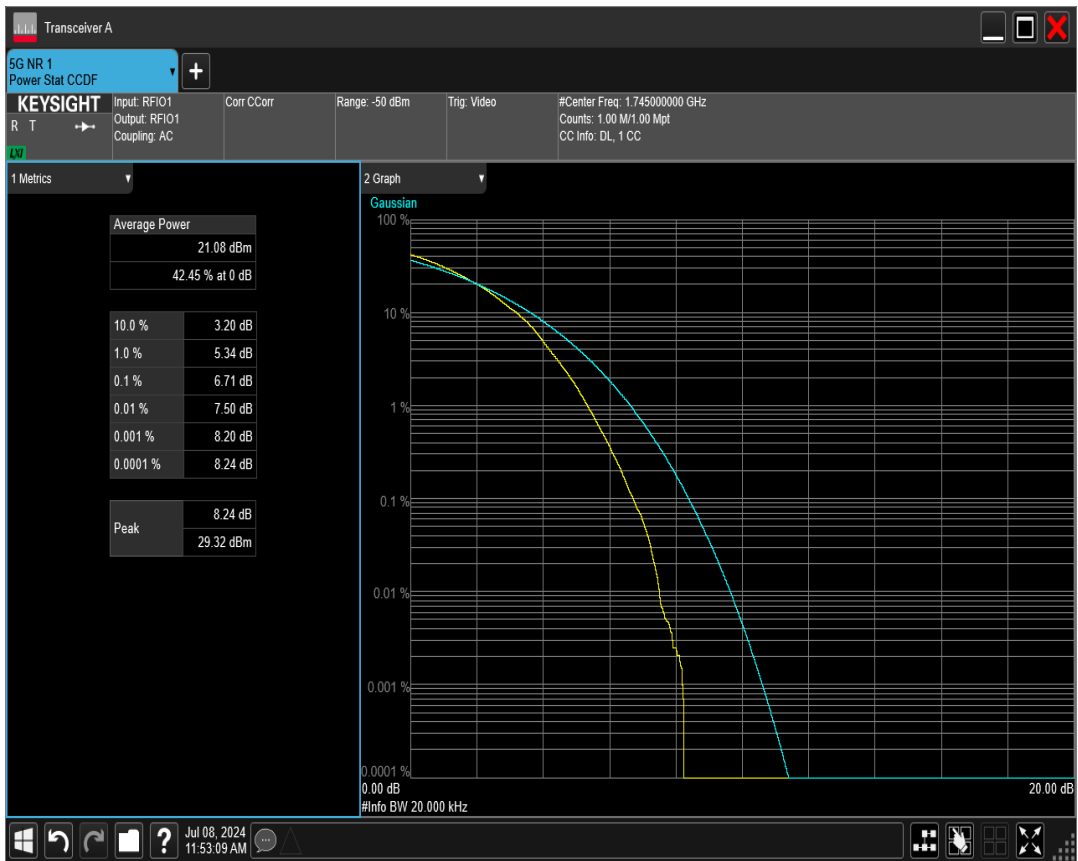 Transceiver A
5G NR 1
Power Stat CCDF
KEYSIGHT
R T
LXI
Input: RFIO1
Output: RFIO1
Coupling: AC
Corr CCorr
Range: -50 dBm
Trig: Video
#Center Freq: 1.745000000 GHz
Counts: 1.00 M/1.00 Mpt
CC Info: DL, 1 CC
1 Metrics
Average Power
21.08 dBm
42.45 % at 0 dB
10.0 % 3.20 dB
1.0 % 5.34 dB
0.1 % 6.71 dB
0.01 % 7.50 dB
0.001 % 8.20 dB
0.0001 % 8.24 dB
Peak
8.24 dB
29.32 dBm
2 Graph
Gaussian
100 %
10 %
1 %
0.1 %
0.01 %
0.001 %
0.0001 %
0.00 dB 20.00 dB
#Info BW 20.000 kHz
?
Jul 08, 2024
11:53:09 AM